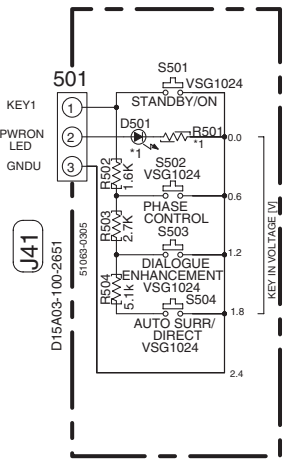 501
KEY1
1
PWRON
LED
2
GNDU
3
J41
D15A03-100-2651
51063-0305
S501
VSG1024
STANDBY/ON
D501
*1
R501
*1
0.0
R502
1.6K
S502
VSG1024
0.6
PHASE
CONTROL
R503
2.7K
S503
1.2
DIALOGUE
ENHANCEMENT
VSG1024
R504
5.1k
S504
1.8
AUTO SURR/
DIRECT
VSG1024
2.4
KEY IN VOLTAGE [V]